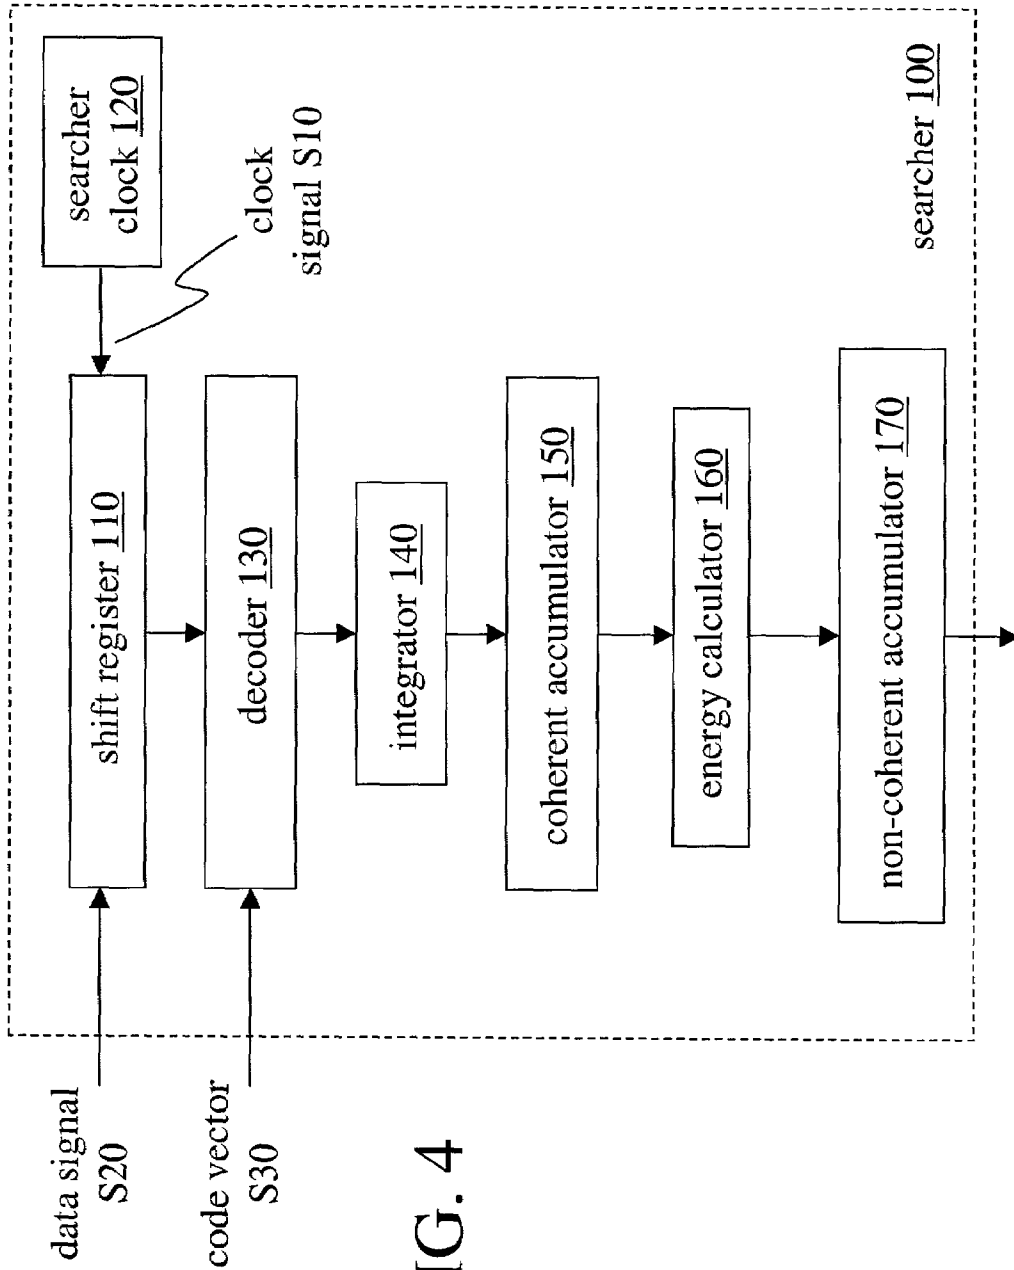 data signal
S20
code vector
S30
searcher
clock 120
clock
signal S10
shift register 110
decoder 130
integrator 140
coherent accumulator 150
energy calculator 160
non-coherent accumulator 170
searcher 100
G. 4